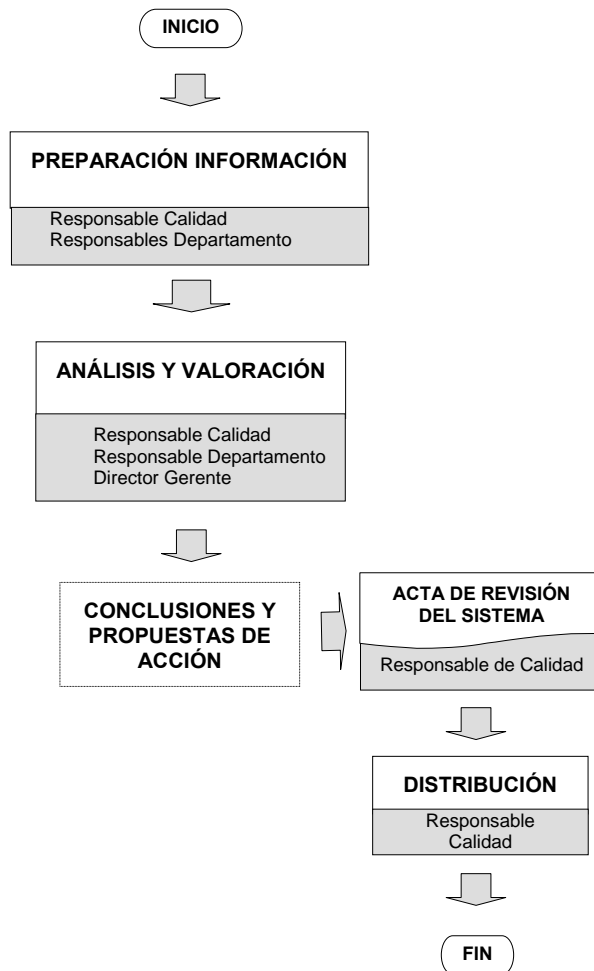 INICIO
PREPARACIÓN INFORMACIÓN
Responsable Calidad
Responsables Departamento
ANÁLISIS Y VALORACIÓN
Responsable Calidad
Responsable Departamento
Director Gerente
CONCLUSIONES Y
PROPUESTAS DE
ACCIÓN
ACTA DE REVISIÓN
DEL SISTEMA
Responsable de Calidad
DISTRIBUCIÓN
Responsable
Calidad
FIN